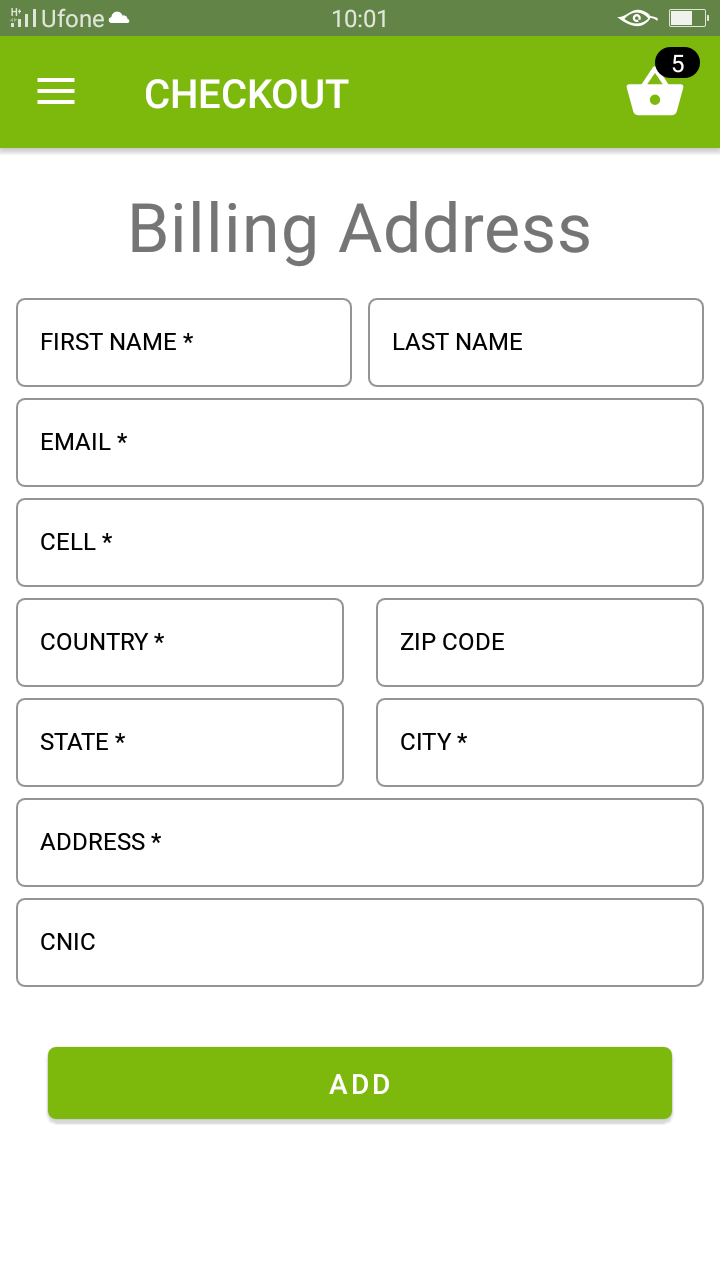 Ufone 10:01
CHECKOUT 5
Billing Address
FIRST NAME * LAST NAME
EMAIL *
CELL *
COUNTRY * ZIP CODE
STATE * CITY *
ADDRESS *
CNIC
ADD